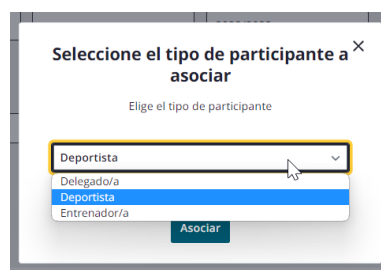 Seleccione el tipo de participante a
asociar
Elige el tipo de participante
Deportista
Delegado/a
Deportista
Entrenador/a
Asociar